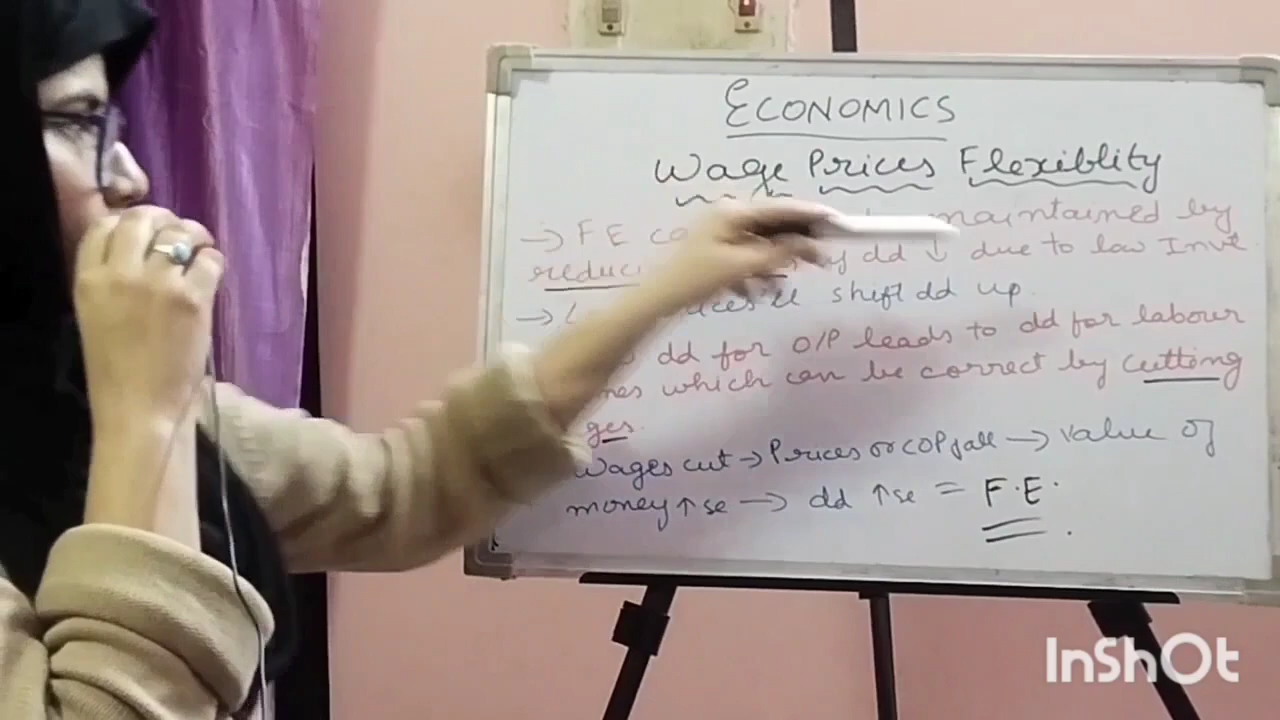 ECONOMICS
Wage Prices Flexiblity
→ F E maintained by
reduci dd ↓ due to low Invt.
→ shift dd up.
dd for O/P leads to dd for labour
which can be correct by cutting
ges.
Wages cut → Prices or COP fall → value of
money ↑ se → dd ↑ se = F.E.
InShOt